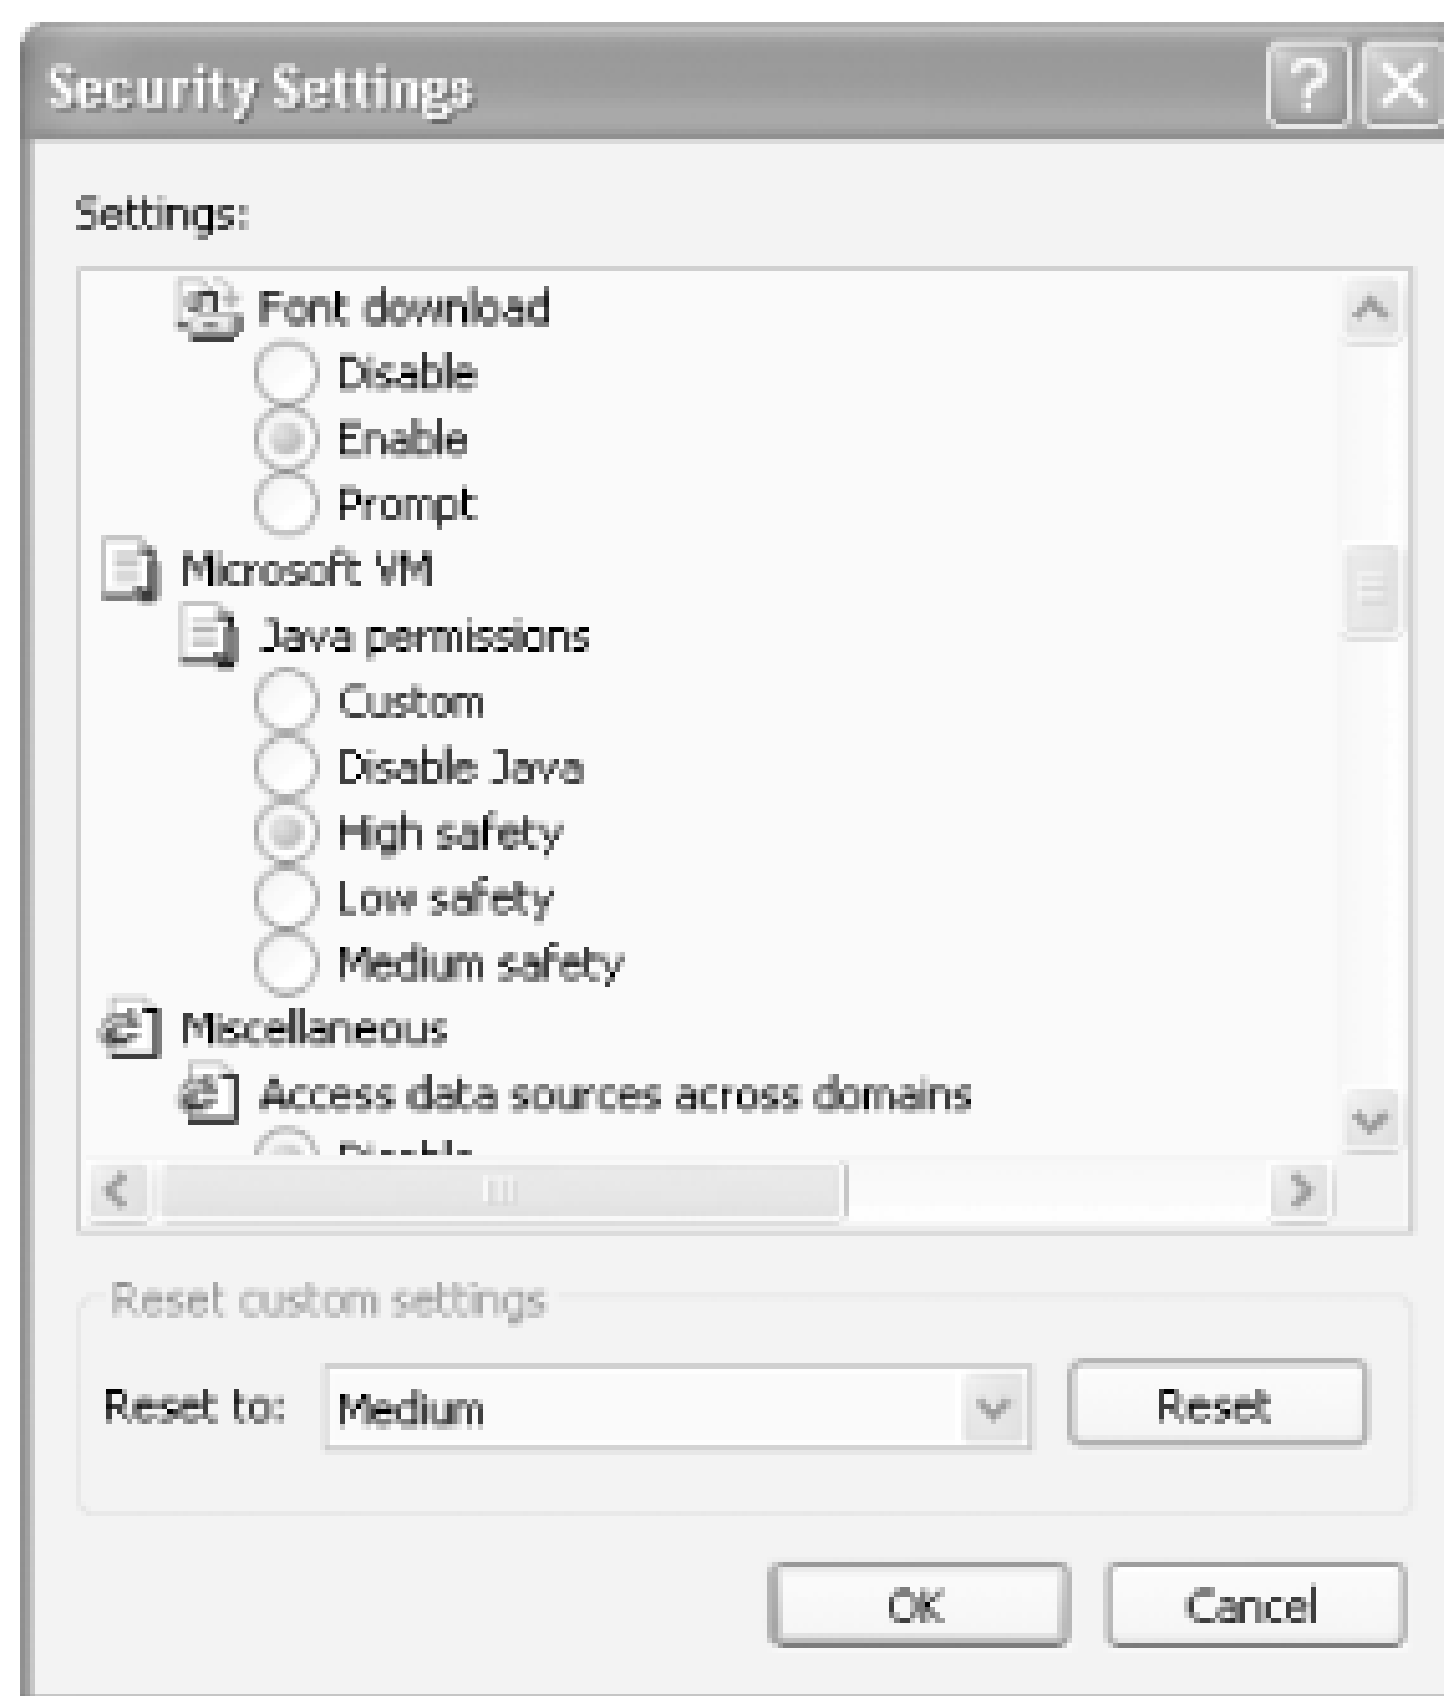 Security Settings
Settings:
Font download
Disable
Enable
Prompt
Microsoft VM
Java permissions
Custom
Disable Java
High safety
Low safety
Medium safety
Miscellaneous
Access data sources across domains
Disable
Reset custom settings
Reset to: Medium Reset
OK Cancel